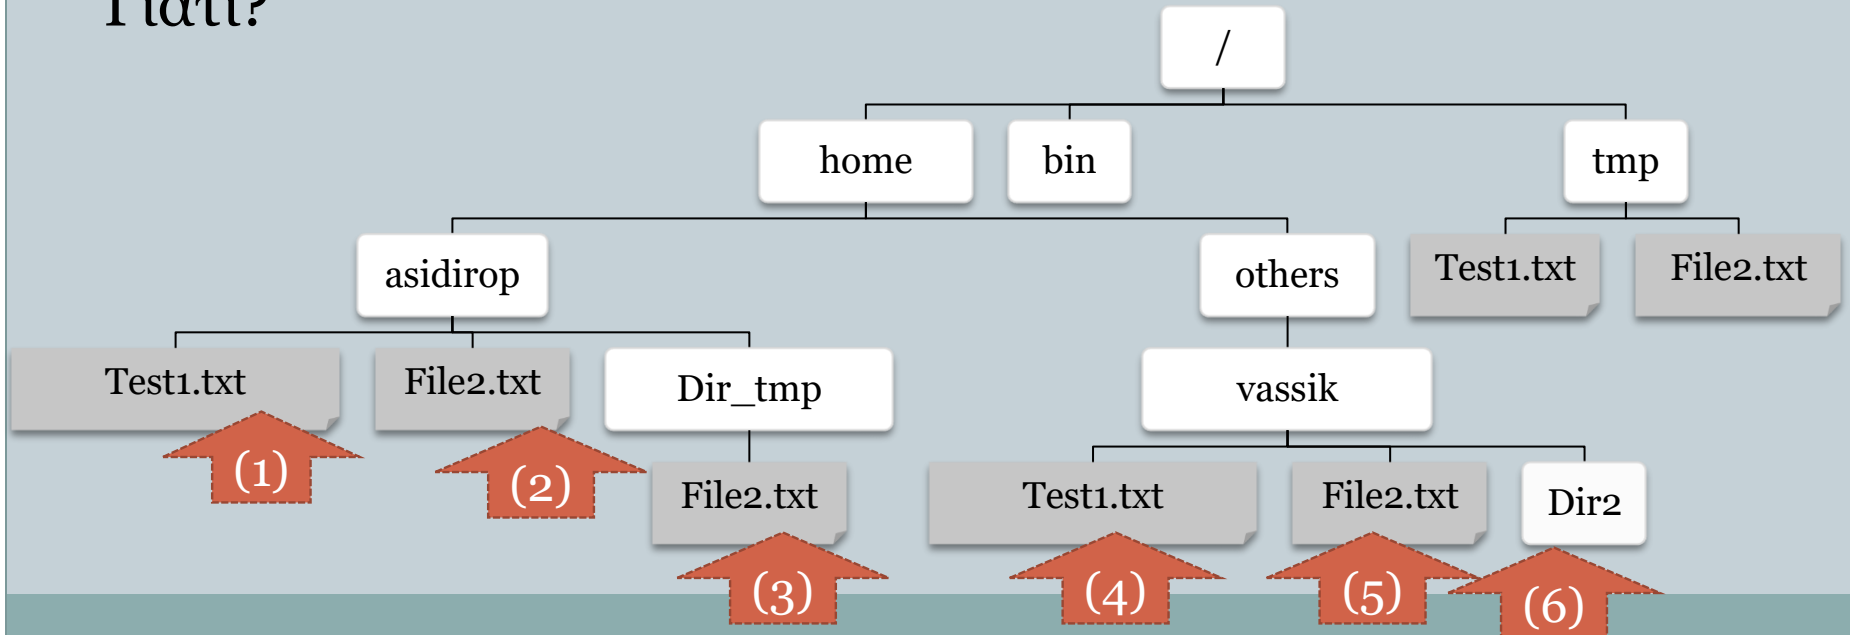 Γιατί?
/
home
bin
tmp
asidirop
others
Test1.txt
File2.txt
Test1.txt
File2.txt
Dir_tmp
vassik
(1)
(2)
File2.txt
Test1.txt
File2.txt
Dir2
(3)
(4)
(5)
(6)